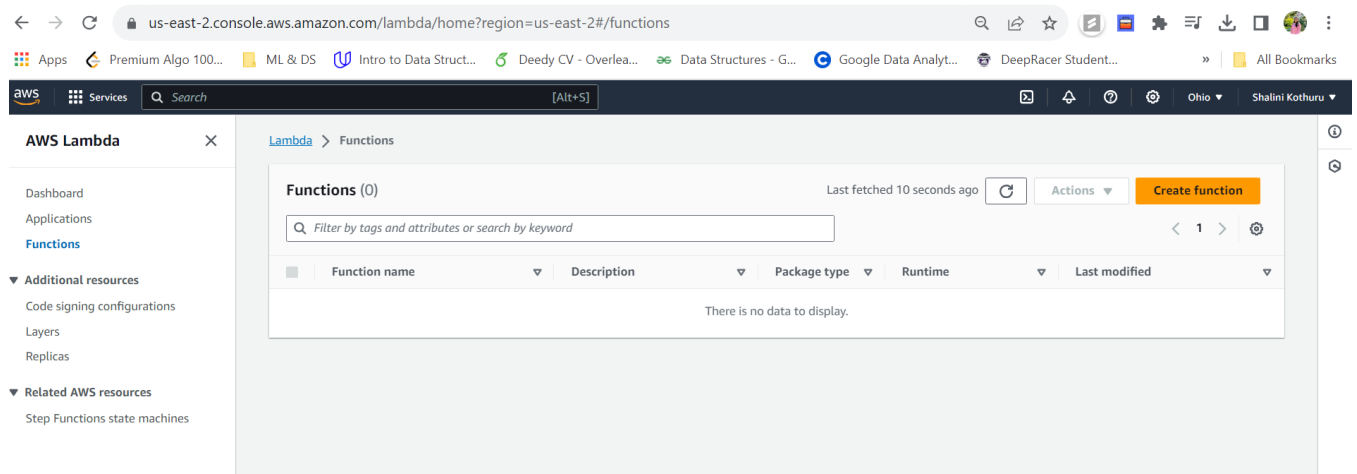 us-east-2.console.aws.amazon.com/lambda/home?region=us-east-2#/functions
Apps Premium Algo 100... ML & DS Intro to Data Struct... Deedy CV - Overlea... Data Structures - G... Google Data Analyt... DeepRacer Student... » All Bookmarks
aws Services Search [Alt+S] Ohio ▼ Shalini Kothuru ▼
AWS Lambda
Dashboard
Applications
Functions
Additional resources
Code signing configurations
Layers
Replicas
Related AWS resources
Step Functions state machines
Lambda > Functions
Functions (0) Last fetched 10 seconds ago Actions ▼ Create function
Filter by tags and attributes or search by keyword < 1 >
Function name Description Package type Runtime Last modified
There is no data to display.